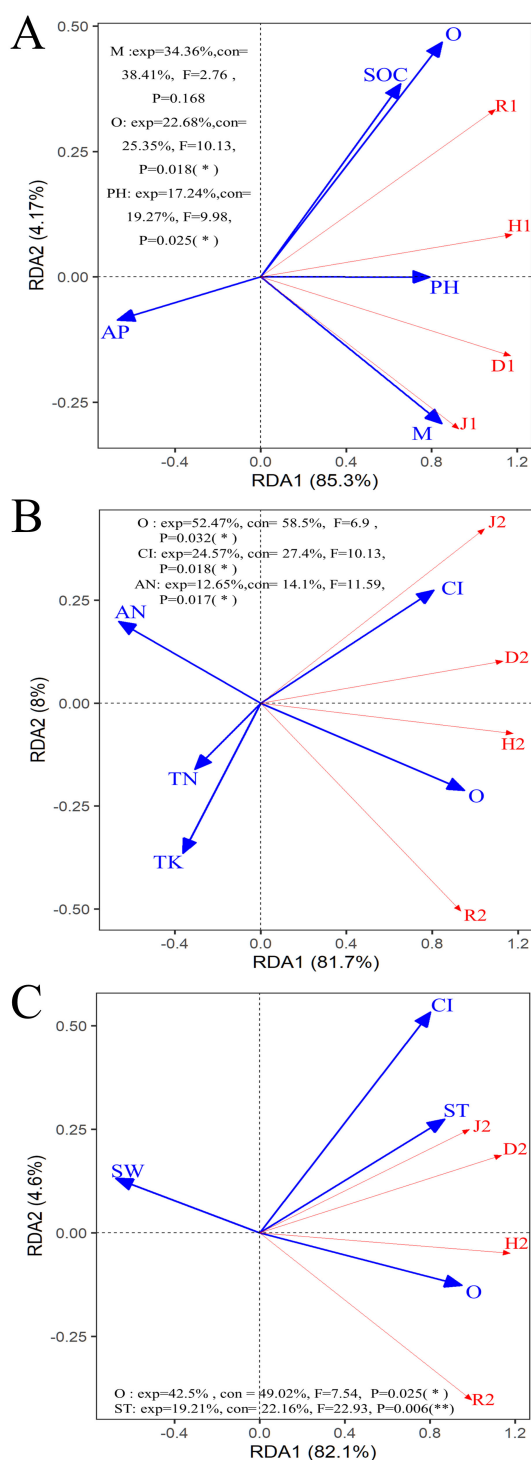 A
M :exp=34.36%,con=
38.41%, F=2.76 ,
P=0.168
O: exp=22.68%,con=
25.35%, F=10.13,
P=0.018( * )
PH: exp=17.24%,con=
19.27%, F=9.98,
P=0.025( * )
O
SOC
R1
H1
PH
AP
D1
M
J1
0.50
0.25
0.00
-0.25
RDA2 (4.17%)
-0.4
0.0
0.4
0.8
1.2
RDA1 (85.3%)
B
O : exp=52.47%, con= 58.5%, F=6.9 ,
P=0.032( * )
CI: exp=24.57%, con= 27.4%, F=10.13,
P=0.018( * )
AN: exp=12.65%,con= 14.1%, F=11.59,
P=0.017( * )
J2
CI
AN
D2
H2
TN
O
TK
R2
0.25
0.00
-0.25
-0.50
RDA2 (8%)
-0.4
0.0
0.4
0.8
1.2
RDA1 (81.7%)
C
CI
ST
J2
D2
SW
H2
O
R2
0.50
0.25
0.00
-0.25
RDA2 (4.6%)
O : exp=42.5% , con = 49.02%, F=7.54, P=0.025( * )
ST: exp=19.21%, con= 22.16%, F=22.93, P=0.006(**)
-0.4
0.0
0.4
0.8
1.2
RDA1 (82.1%)